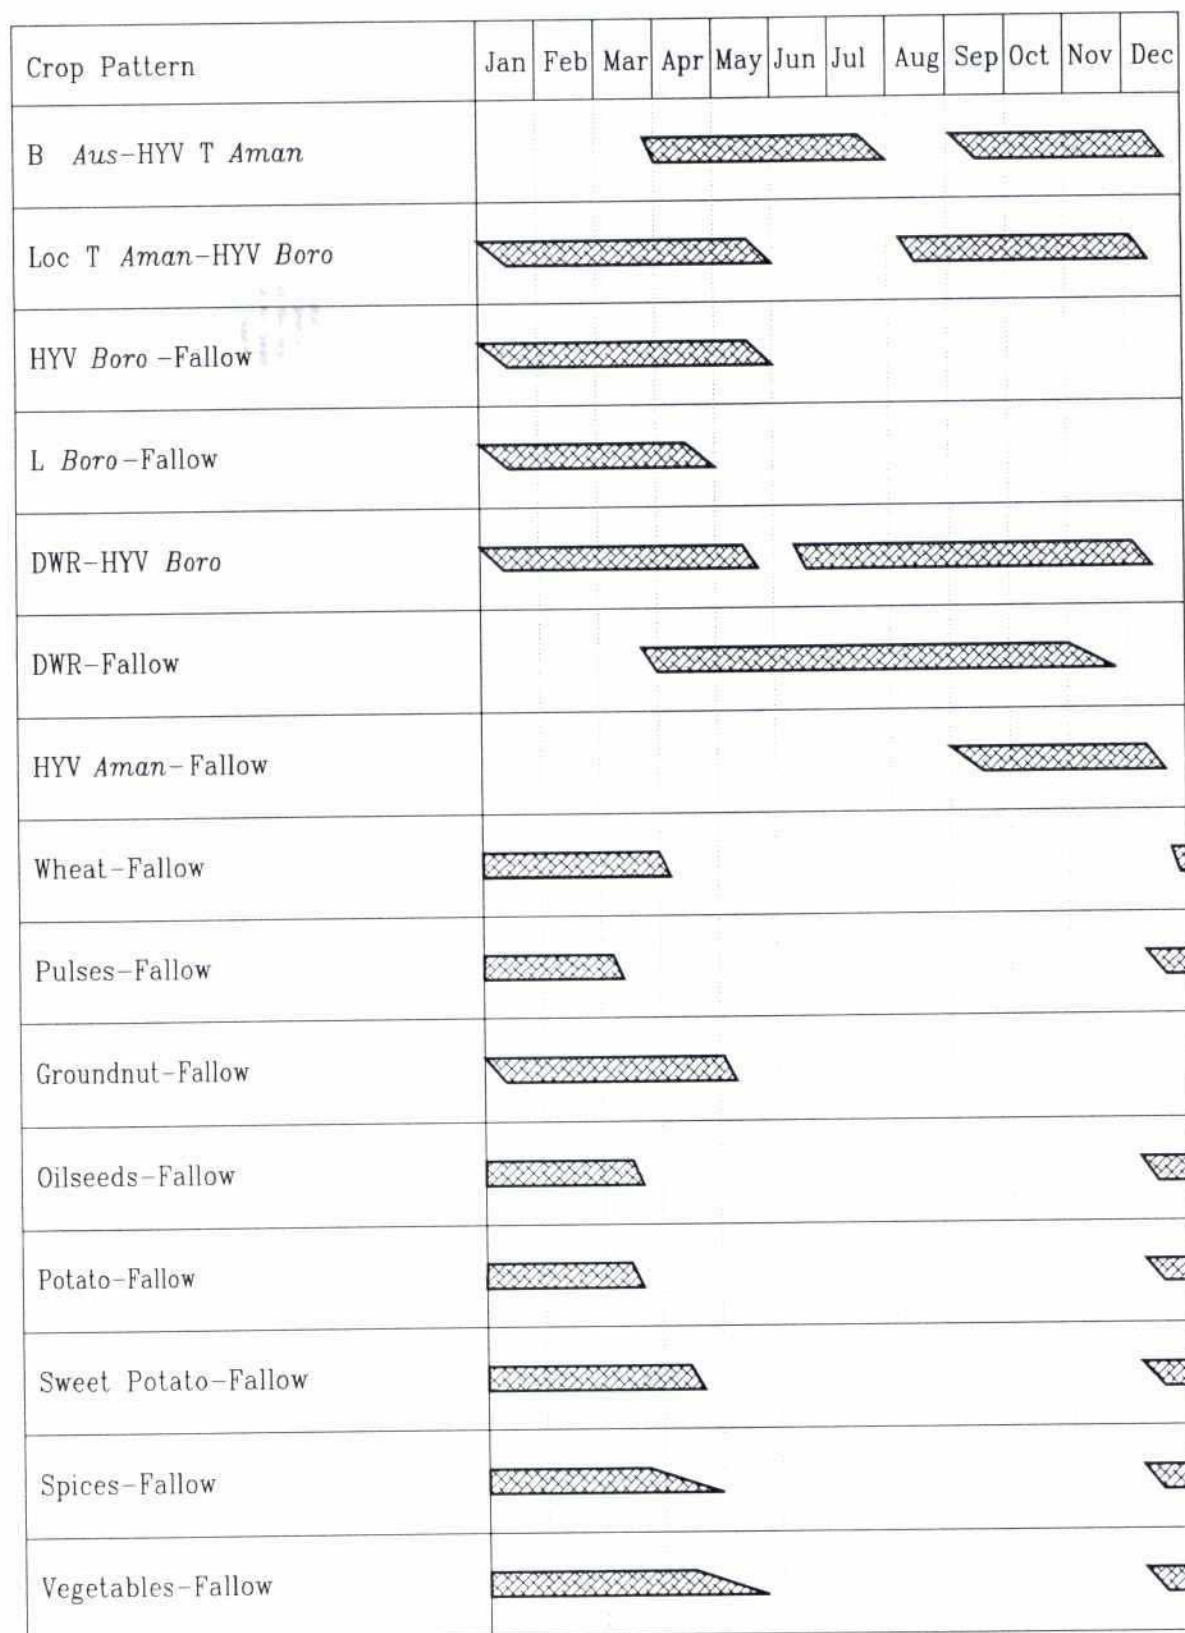 Crop Pattern Jan Feb Mar Apr May Jun Jul Aug Sep Oct Nov Dec
B Aus-HYV T Aman
Loc T Aman-HYV Boro
HYV Boro -Fallow
L Boro-Fallow
DWR-HYV Boro
DWR-Fallow
HYV Aman-Fallow
Wheat-Fallow
Pulses-Fallow
Groundnut-Fallow
Oilseeds-Fallow
Potato-Fallow
Sweet Potato-Fallow
Spices-Fallow
Vegetables-Fallow